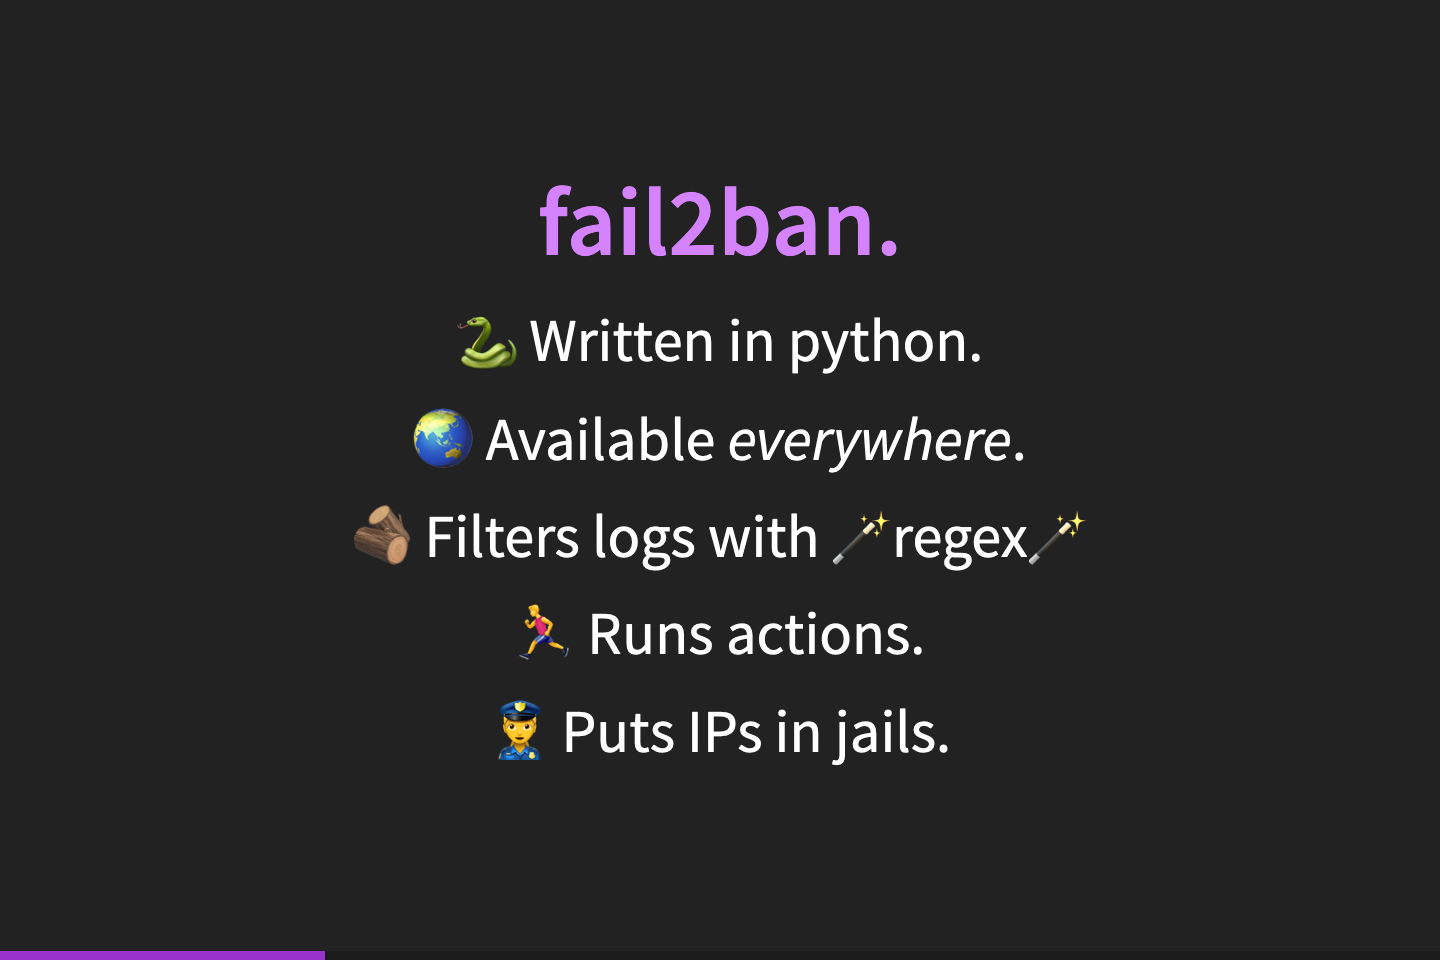 fail2ban.
🐍 Written in python.
🌏 Available everywhere.
🪵 Filters logs with 🪄regex🪄
🏃 Runs actions.
👮 Puts IPs in jails.